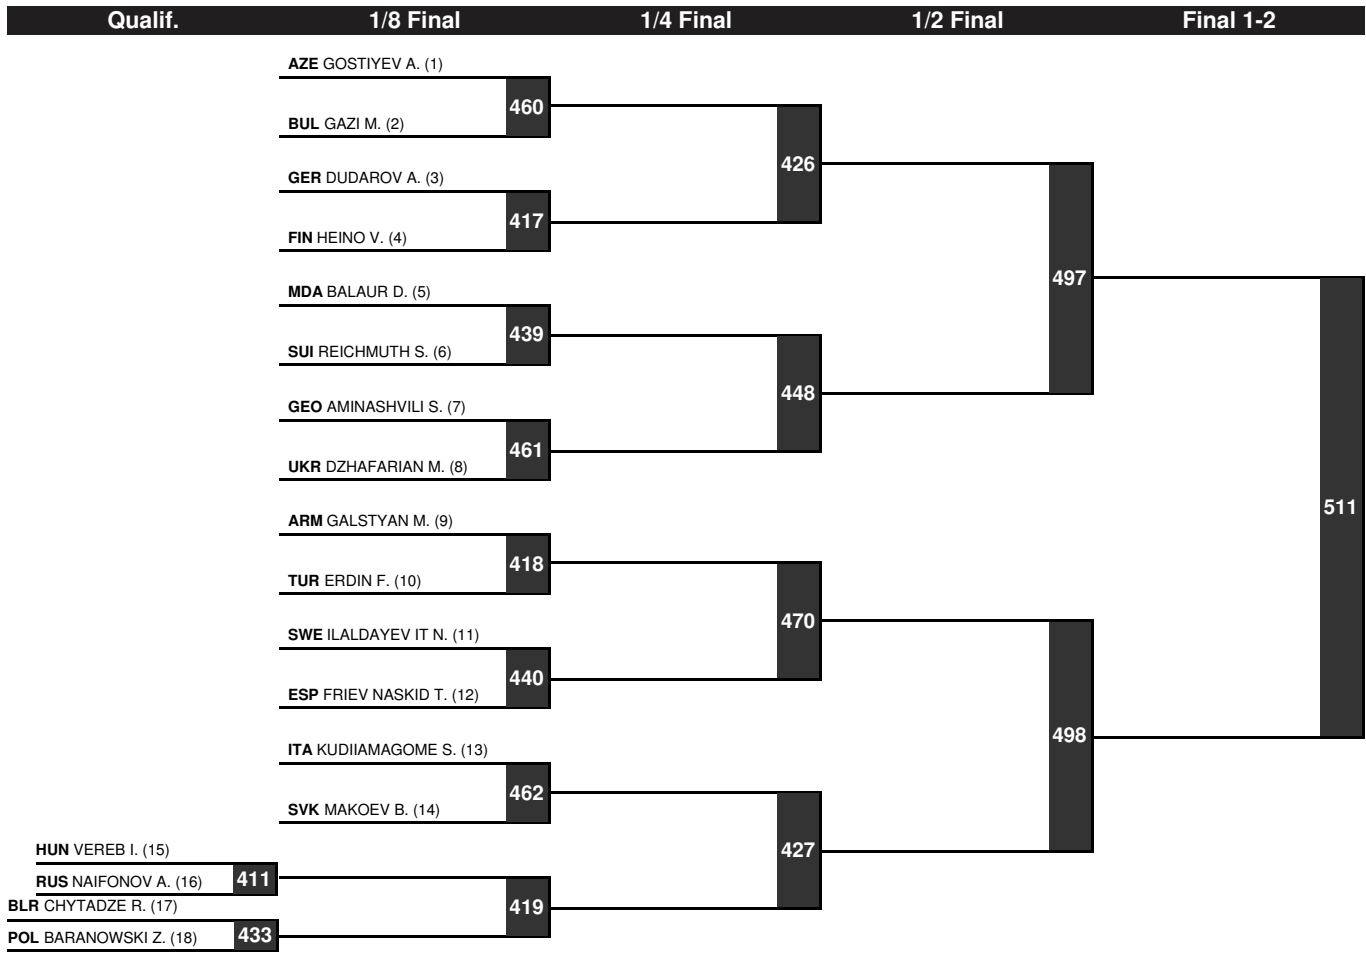 Qualif. 1/8 Final 1/4 Final 1/2 Final Final 1-2
AZE GOSTIYEV A. (1)
460
BUL GAZI M. (2)
426
GER DUDAROV A. (3)
417
FIN HEINO V. (4)
497
MDA BALAUR D. (5)
439
SUI REICHMUTH S. (6)
448
GEO AMINASHVILI S. (7)
461
UKR DZHAFARIAN M. (8)
511
ARM GALSTYAN M. (9)
418
TUR ERDIN F. (10)
470
SWE ILALDAYEV IT N. (11)
440
ESP FRIEV NASKID T. (12)
498
ITA KUDIIAMAGOME S. (13)
462
SVK MAKOEV B. (14)
HUN VEREB I. (15)
427
RUS NAIFONOV A. (16) 411
BLR CHYTADZE R. (17)
419
POL BARANOWSKI Z. (18) 433